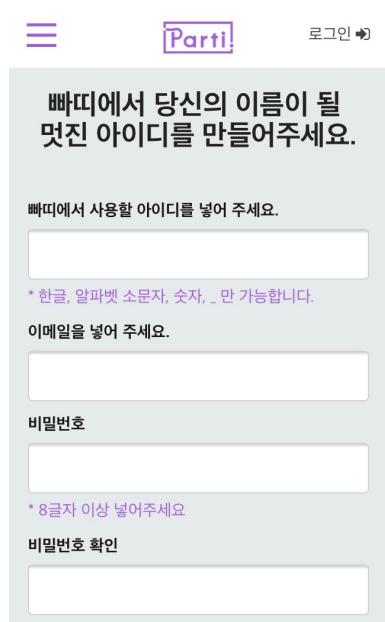 Parti!
로그인
빠띠에서 당신의 이름이 될
멋진 아이디를 만들어주세요.
빠띠에서 사용할 아이디를 넣어 주세요.
* 한글, 알파벳 소문자, 숫자, _ 만 가능합니다.
이메일을 넣어 주세요.
비밀번호
* 8글자 이상 넣어주세요
비밀번호 확인